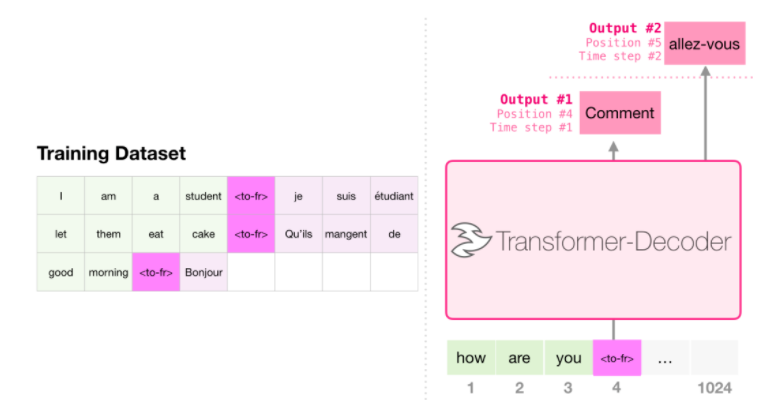 Training Dataset
I am a student <to-fr> je suis étudiant
let them eat cake <to-fr> Qu'ils mangent de
good morning <to-fr> Bonjour
Output #2
Position #5
Time step #2
allez-vous
Output #1
Position #4
Time step #1
Comment
Transformer-Decoder
how are you <to-fr> ...
1 2 3 4 1024